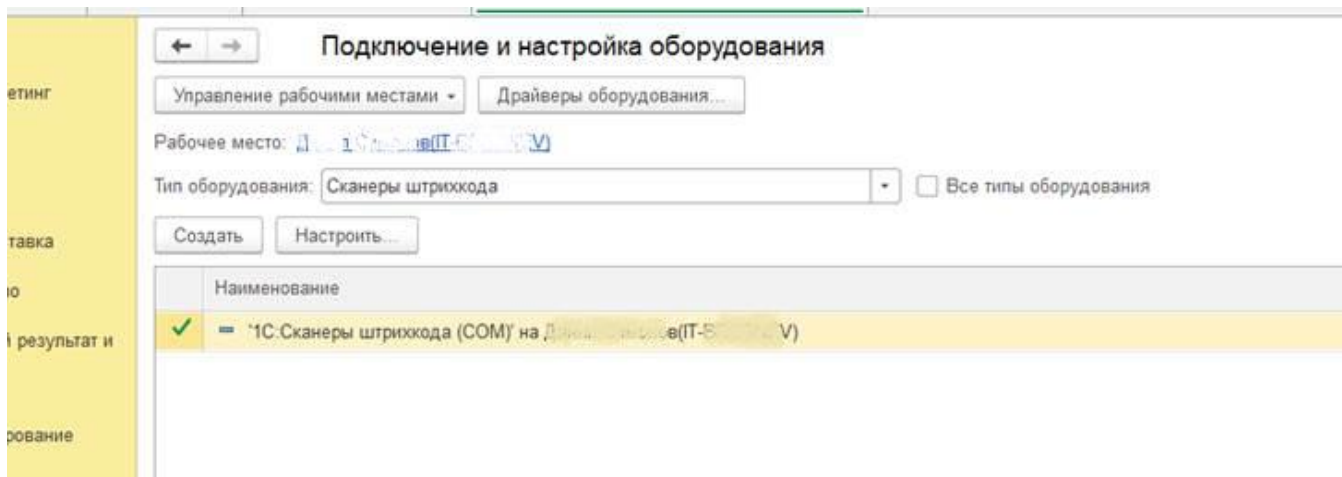 Подключение и настройка оборудования
етинг
Управление рабочими местами
Драйверы оборудования...
Рабочее место:
Тип оборудования: Сканеры штрихкода
Все типы оборудования
тавка
Создать
Настроить...
ю
Наименование
й результат и
'1С:Сканеры штрихкода (COM)' на
рование